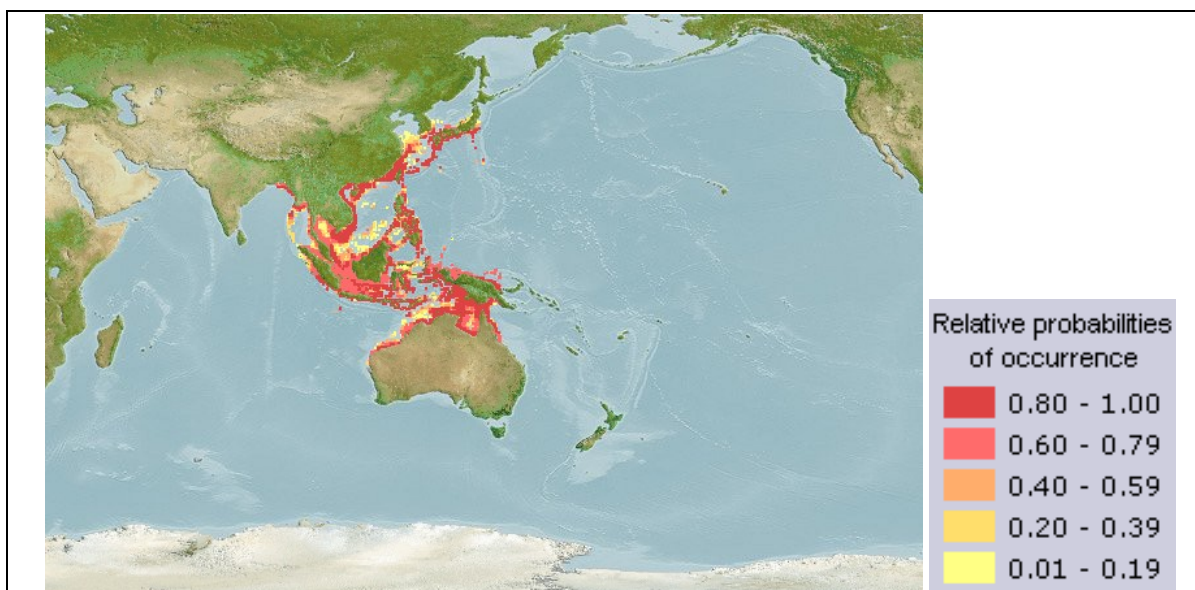 Relative probabilities
of occurrence
0.80 - 1.00
0.60 - 0.79
0.40 - 0.59
0.20 - 0.39
0.01 - 0.19